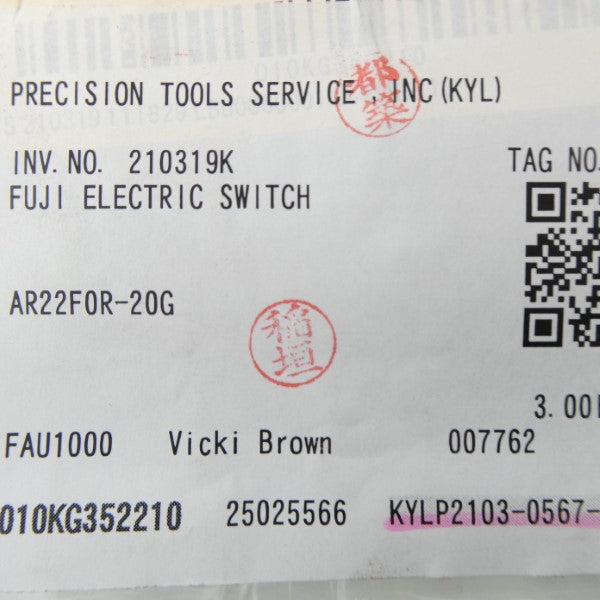 PRECISION TOOLS SERVICE , INC (KYL)
都築
INV. NO. 210319K
TAG NO.
FUJI ELECTRIC SWITCH
AR22F0R-20G
稲垣
3.00
FAU1000 Vicki Brown 007762
010KG352210 25025566 KYLP2103-0567-